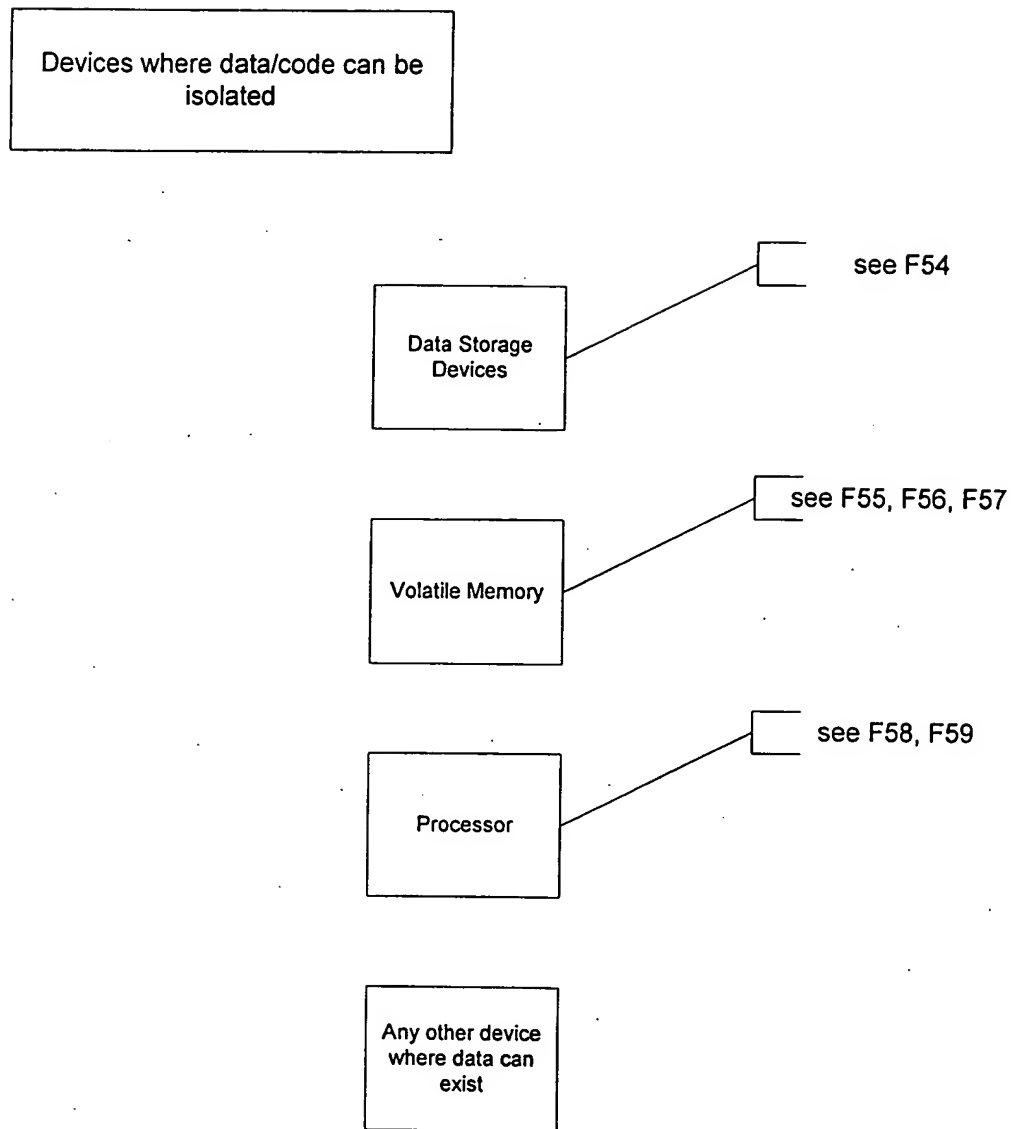 Devices where data/code can be
isolated
see F54
Data Storage
Devices
see F55, F56, F57
Volatile Memory
see F58, F59
Processor
Any other device
where data can
exist